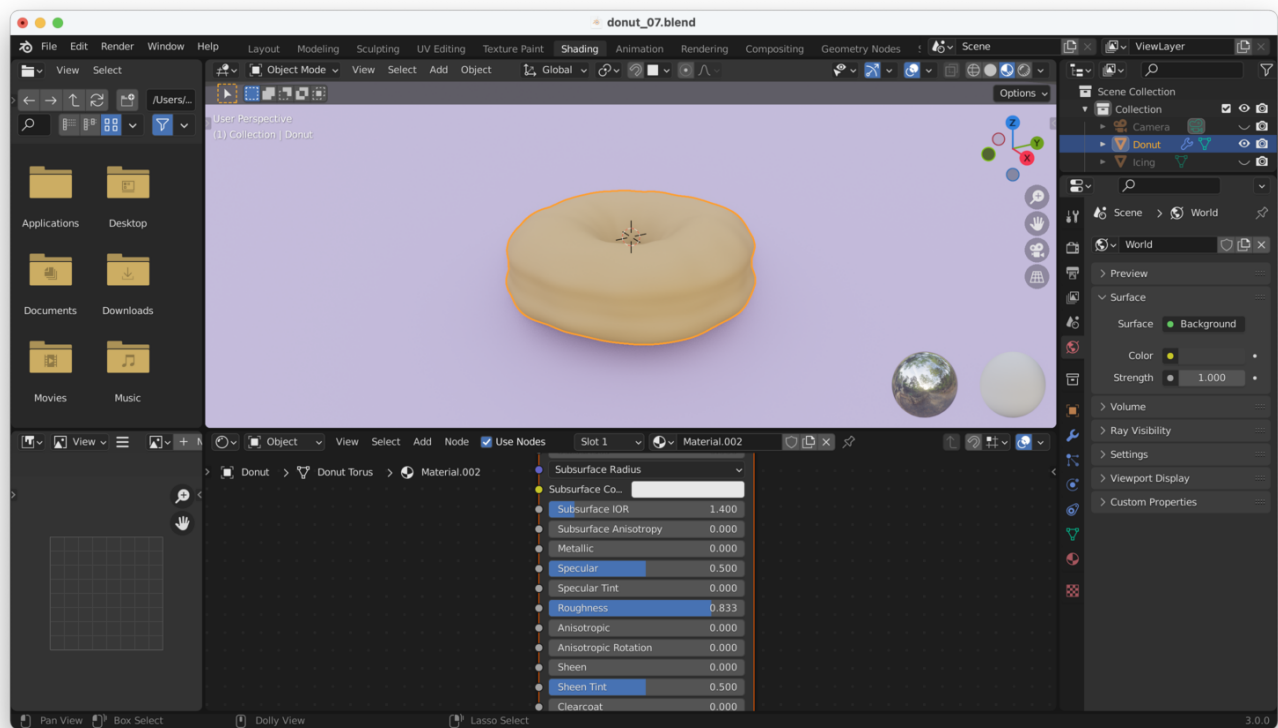 donut_07.blend
File Edit Render Window Help Layout Modeling Sculpting UV Editing Texture Paint Shading Animation Rendering Compositing Geometry Nodes Scene ViewLayer
View Select Object Mode View Select Add Object Global
/Users/... Options
User Perspective
(1) Collection | Donut
Z
Y
X
Applications Desktop
Documents Downloads
Movies Music
Scene Collection
Collection
Camera
Donut
Icing
Scene > World
World
Preview
Surface
Surface Background
Color
Strength 1.000
Volume
Ray Visibility
Settings
Viewport Display
Custom Properties
View Object View Select Add Node Use Nodes Slot 1 Material.002
Donut > Donut Torus > Material.002
Subsurface Radius
Subsurface Co...
Subsurface IOR 1.400
Subsurface Anisotropy 0.000
Metallic 0.000
Specular 0.500
Specular Tint 0.000
Roughness 0.833
Anisotropic 0.000
Anisotropic Rotation 0.000
Sheen 0.000
Sheen Tint 0.500
Clearcoat 0.000
Pan View Box Select Dolly View Lasso Select 3.0.0